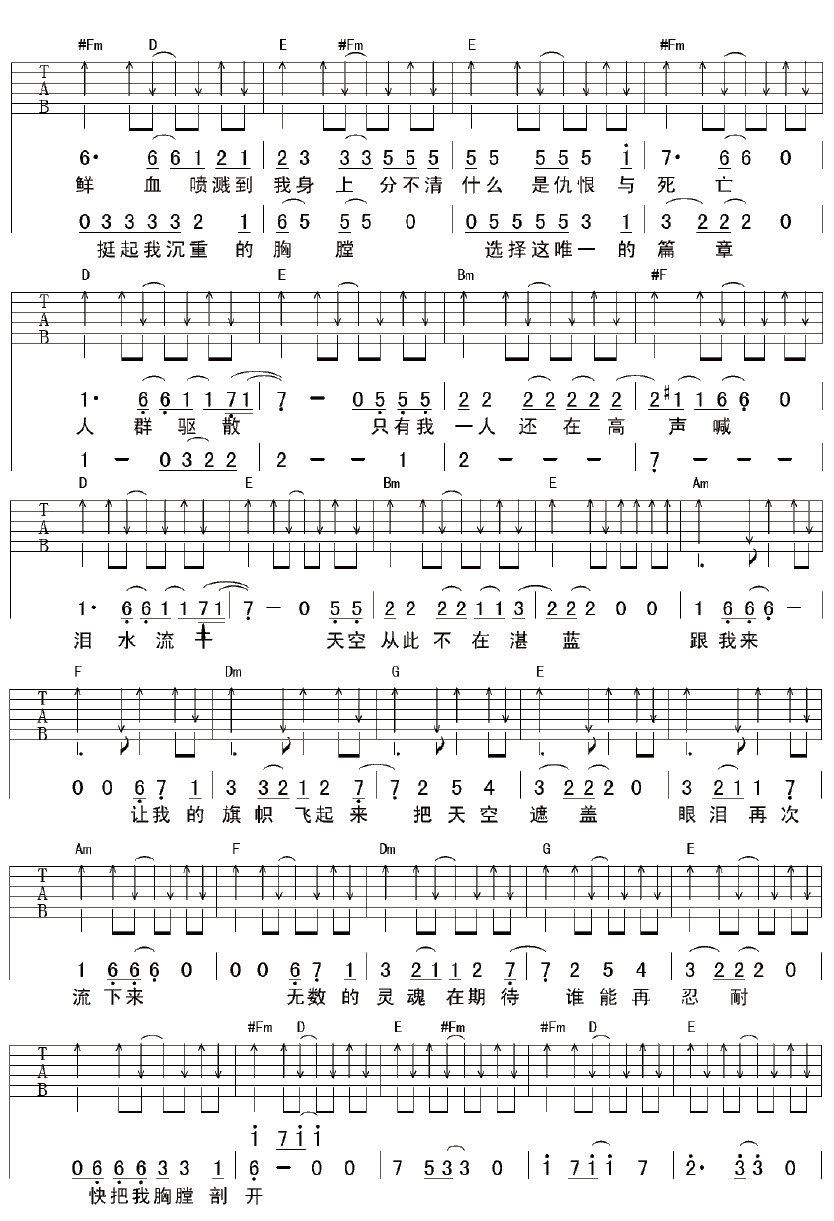 #Fm D E #Fm E #Fm
T A B
6· 6 6 1 2 1 | 2 3 3 3 5 5 5 | 5 5 5 5 5 1 | 7· 6 6 0
鲜 血 喷溅到 我身 上 分不清 什么 是仇恨 与 死 亡
0 3 3 3 3 2 1 | 6 5 5 5 0 | 0 5 5 5 5 3 1 | 3 2 2 2 0
挺起我沉重 的 胸 膛 选择这唯一 的 篇 章
D E Bm #F
T A B
1· 6 6 1 1 7 1 | 7 - 0 5 5 5 | 2 2 2 2 2 2 2 | 2 #1 1 6 6 0
人 群 驱 散 只有我 一人 还 在 高 声 喊
1 - 0 3 2 2 | 2 - - 1 | 2 - - - | 7 - - -
D E Bm E Am
T A B
1· 6 6 1 1 7 1 | 7 - 0 5 5 | 2 2 2 2 1 1 3 | 2 2 2 0 0 | 1 6 6 6 -
泪 水 流 干 天空 从此 不 在 湛 蓝 跟 我来
F Dm G E
T A B
0 0 6 7 1 | 3 3 2 1 2 7 | 7 2 5 4 | 3 2 2 2 0 | 3 2 1 1 7
让我 的 旗 帜 飞起 来 把 天 空 遮 盖 眼 泪 再 次
Am F Dm G E
T A B
1 6 6 6 0 | 0 0 6 7 1 | 3 2 1 1 2 7 | 7 2 5 4 | 3 2 2 2 0
流 下来 无数 的 灵 魂 在期 待 谁 能 再 忍 耐
#Fm D E #Fm #Fm D E
T A B
1 7 1 1
0 6 6 6 3 3 1 | 6 - 0 0 | 7 5 3 3 0 | 1 7 1 1 7 | 2· 3 3 0
快把我胸膛 剖 开